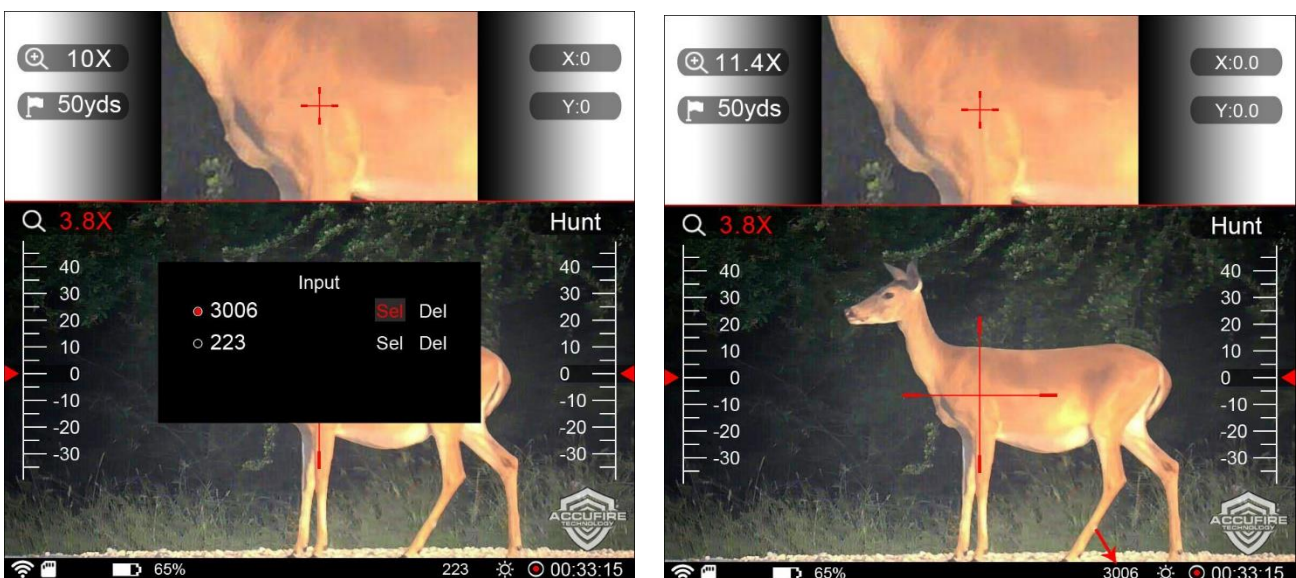 10X
X:0
50yds
Y:0
3.8X
Hunt
Input
3006 Sel Del
223 Sel Del
40 40
30 30
20 20
10 10
0 0
-10 -10
-20 -20
-30 -30
ACCUFIRE
TECHNOLOGY
65% 223 00:33:15
11.4X
X:0.0
50yds
Y:0.0
3.8X
Hunt
40 40
30 30
20 20
10 10
0 0
-10 -10
-20 -20
-30 -30
ACCUFIRE
TECHNOLOGY
65% 3006 00:33:15